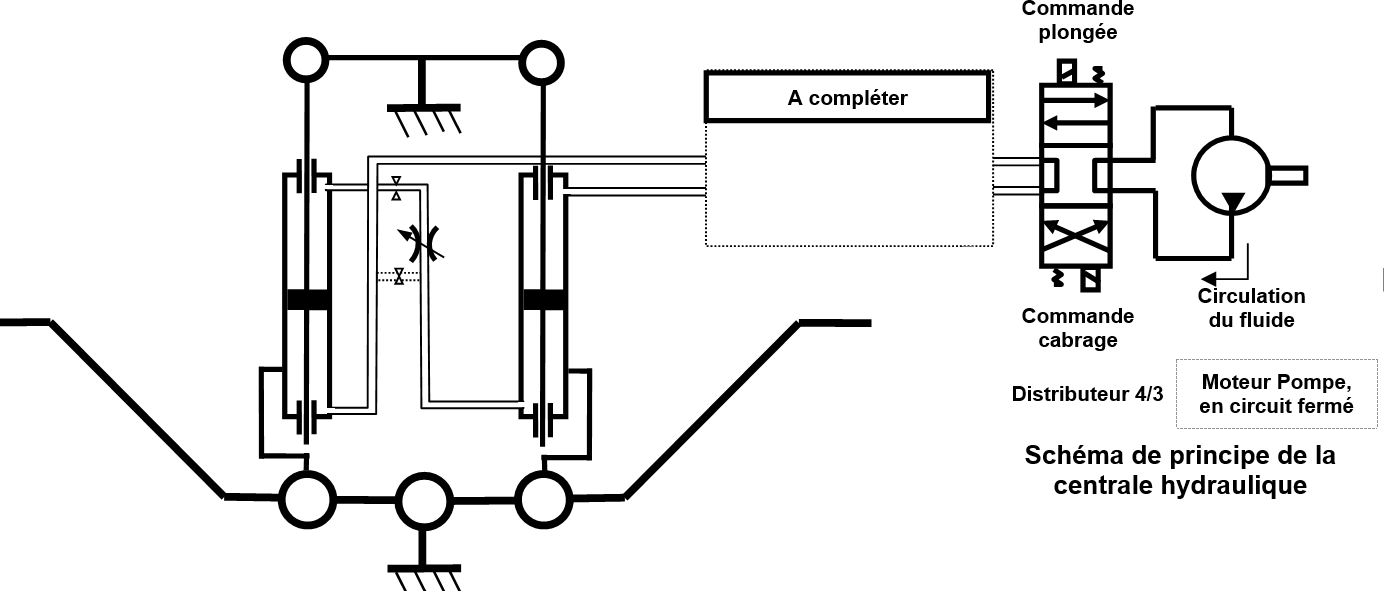 Commande
plongée
A compléter
Circulation
du fluide
Commande
cabrage
Distributeur 4/3
Moteur Pompe,
en circuit fermé
Schéma de principe de la
centrale hydraulique